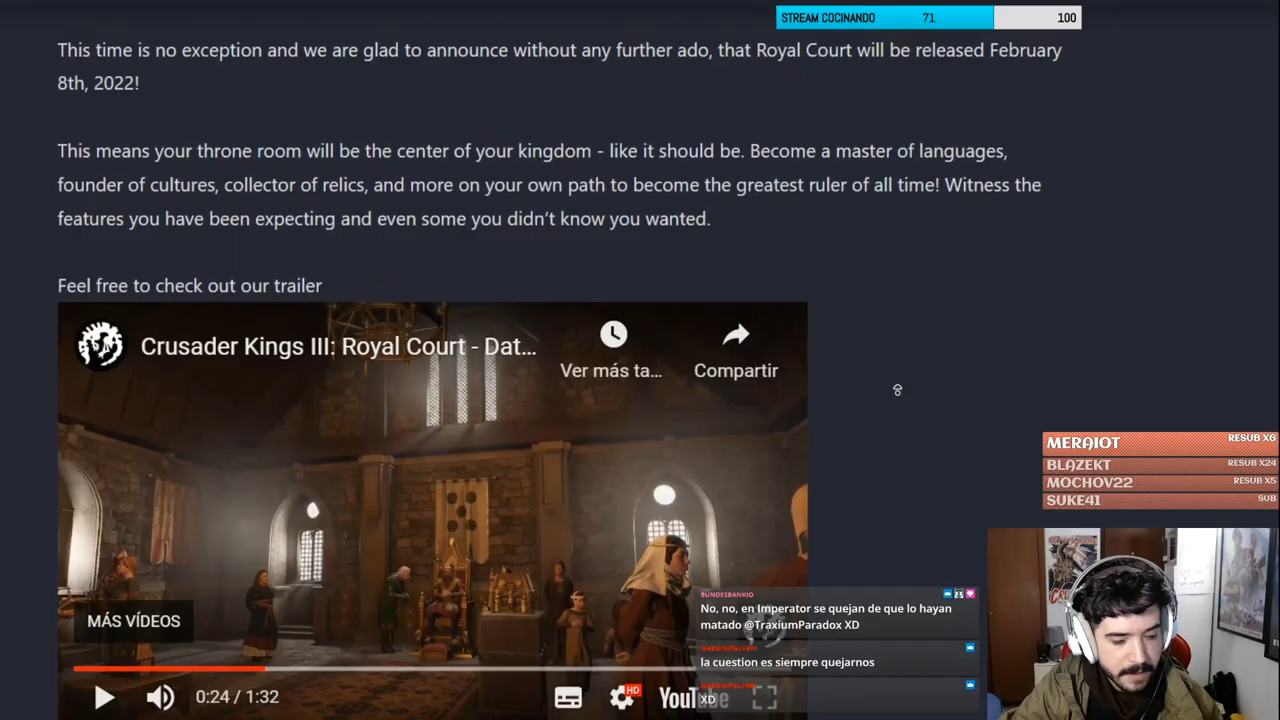 STREAM COCINANDO 71 100
This time is no exception and we are glad to announce without any further ado, that Royal Court will be released February
8th, 2022!
This means your throne room will be the center of your kingdom - like it should be. Become a master of languages,
founder of cultures, collector of relics, and more on your own path to become the greatest ruler of all time! Witness the
features you have been expecting and even some you didn’t know you wanted.
Feel free to check out our trailer
Crusader Kings III: Royal Court - Dat...
Ver más ta...
Compartir
MERAIOT RESUB X6
BLAZEKT RESUB X24
MOCHOV22 RESUB X5
SUKE41 SUB
BUNDESBANKIO
No, no, en Imperator se quejan de que lo hayan
matado @TraxiumParadox XD
la cuestion es siempre quejarnos
XD
MÁS VÍDEOS
0:24 / 1:32
HD
YouTube